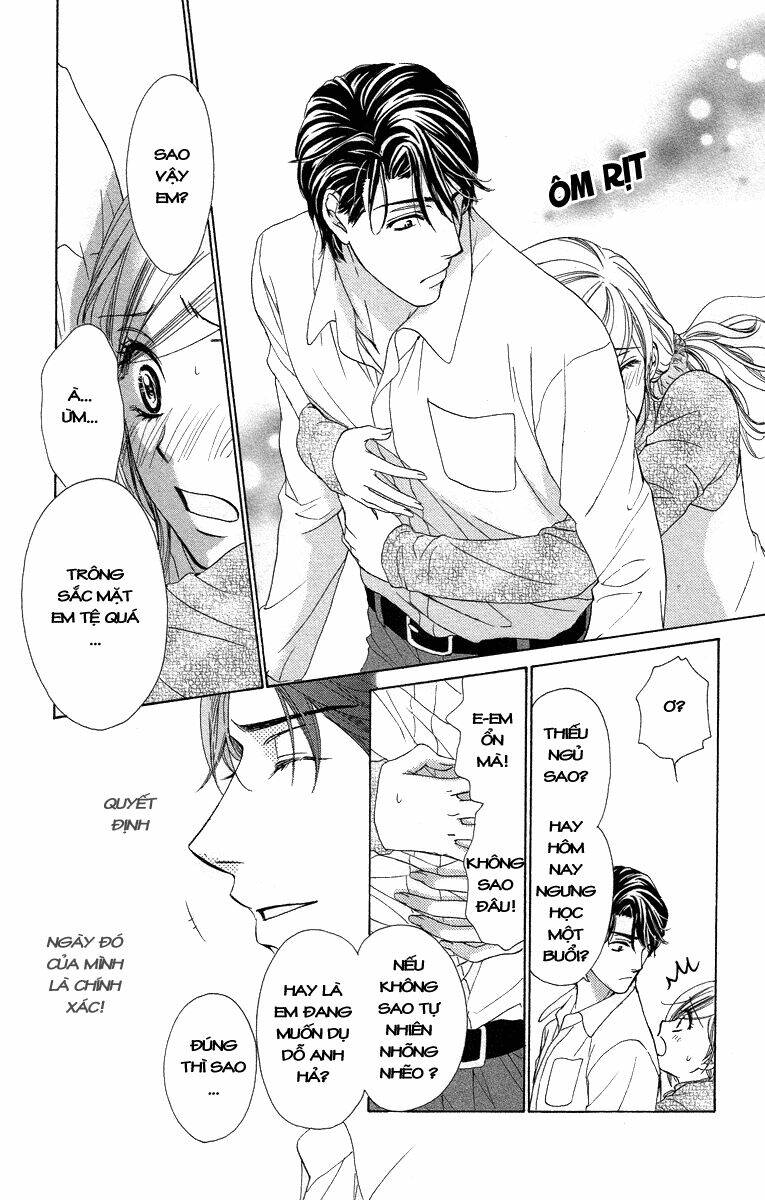 ÔM RỊT
SAO
VẬY
EM?
À...
ỪM...
TRÔNG
SẮC MẶT
EM TỆ QUÁ
...
Ơ?
THIẾU
NGỦ
SAO?
HAY
HÔM
NAY
NGƯNG
HỌC
MỘT
BUỔI?
E-EM
ỔN
MÀ!
KHÔNG
SAO
ĐÂU!
NẾU
KHÔNG
SAO TỰ
NHIÊN
NHÕNG
NHẼO ?
HAY LÀ
EM ĐANG
MUỐN DỤ
DỖ ANH
HẢ?
ĐÚNG
THÌ SAO
...
QUYẾT
ĐỊNH
NGÀY ĐÓ
CỦA MÌNH
LÀ CHÍNH
XÁC!